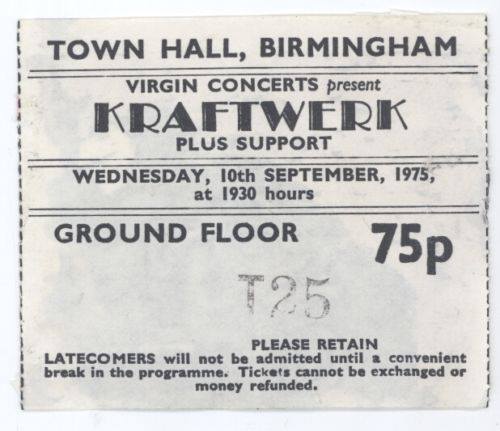 TOWN HALL, BIRMINGHAM
VIRGIN CONCERTS present
KRAFTWERK
PLUS SUPPORT
WEDNESDAY, 10th SEPTEMBER, 1975,
at 1930 hours
GROUND FLOOR 75p
T25
PLEASE RETAIN
LATECOMERS will not be admitted until a convenient
break in the programme. Tickets cannot be exchanged or
money refunded.